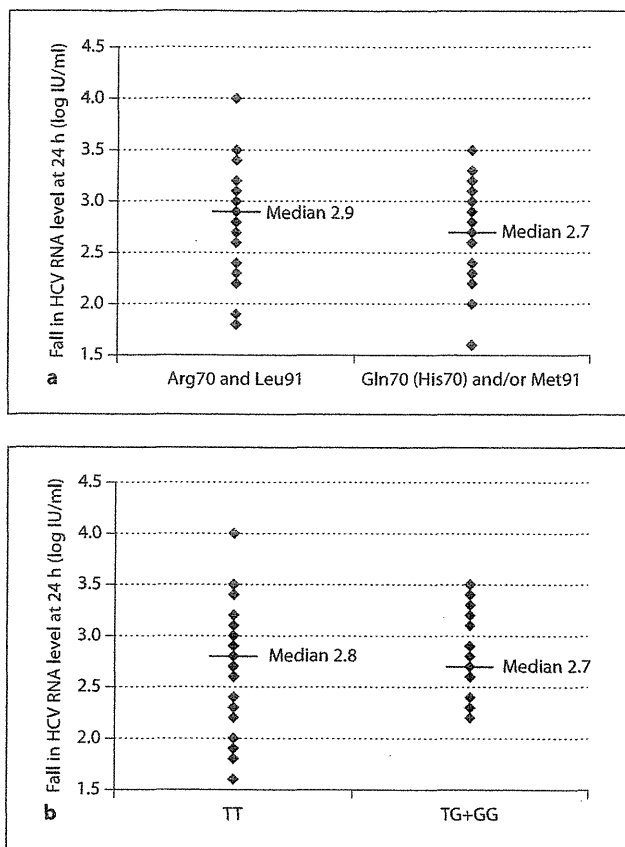 Fall in HCV RNA level at 24 h (log IU/ml)
4.5
4.0
3.5
3.0
2.5
2.0
1.5
Median 2.9
Median 2.7
a
Arg70 and Leu91
Gln70 (His70) and/or Met91
Fall in HCV RNA level at 24 h (log IU/ml)
4.5
4.0
3.5
3.0
2.5
2.0
1.5
Median 2.8
Median 2.7
b
TT
TG+GG